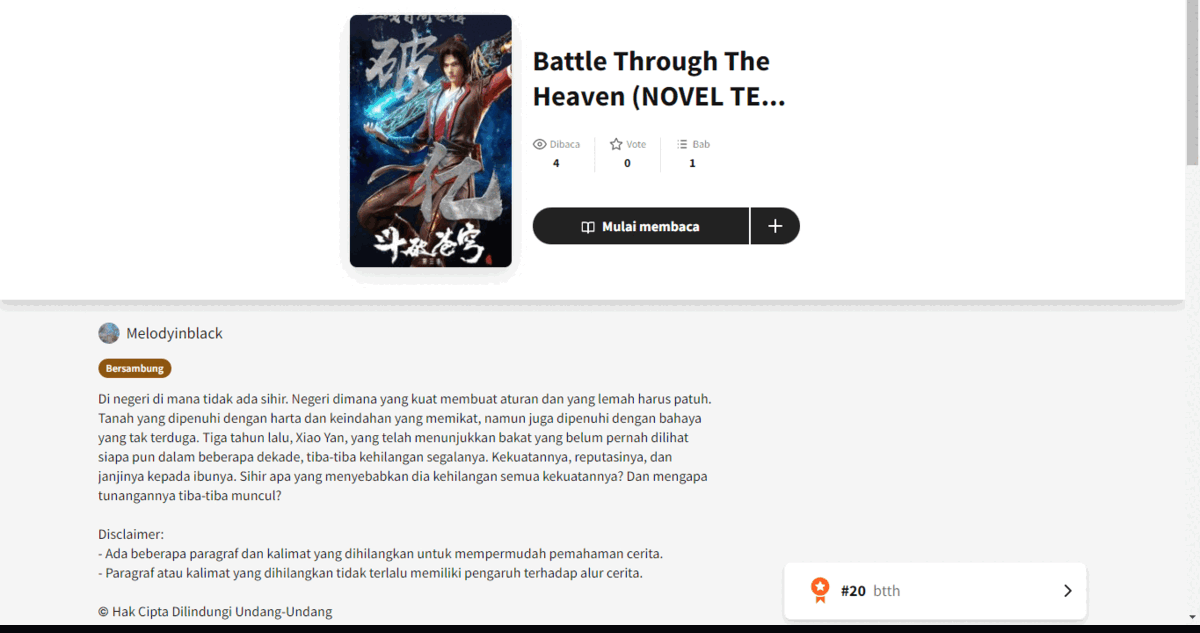 破
亿
斗破苍穹
第三季
Battle Through The
Heaven (NOVEL TE...
Dibaca
4
Vote
0
Bab
1
Mulai membaca
Melodyinblack
Bersambung
Di negeri di mana tidak ada sihir. Negeri dimana yang kuat membuat aturan dan yang lemah harus patuh.
Tanah yang dipenuhi dengan harta dan keindahan yang memikat, namun juga dipenuhi dengan bahaya
yang tak terduga. Tiga tahun lalu, Xiao Yan, yang telah menunjukkan bakat yang belum pernah dilihat
siapa pun dalam beberapa dekade, tiba-tiba kehilangan segalanya. Kekuatannya, reputasinya, dan
janjinya kepada ibunya. Sihir apa yang menyebabkan dia kehilangan semua kekuatannya? Dan mengapa
tunangannya tiba-tiba muncul?
Disclaimer:
- Ada beberapa paragraf dan kalimat yang dihilangkan untuk mempermudah pemahaman cerita.
- Paragraf atau kalimat yang dihilangkan tidak terlalu memiliki pengaruh terhadap alur cerita.
© Hak Cipta Dilindungi Undang-Undang
#20 btth